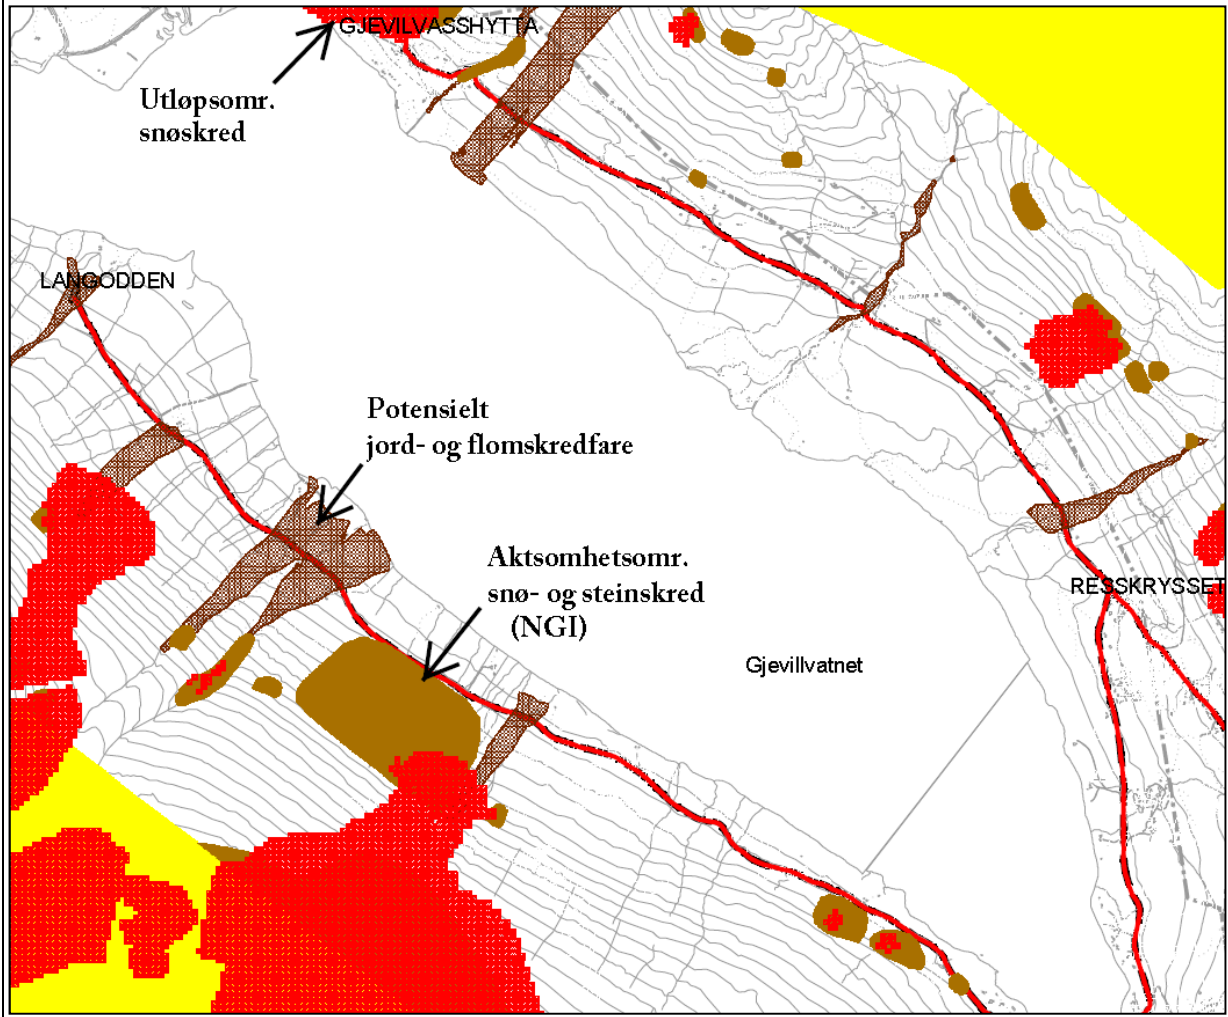 GJEVILVASSHYTTA
Utløpsomr.
snøskred
LANGODDEN
Potensielt
jord- og flomskredfare
Aktsomhetsomr.
snø- og steinskred
(NGI)
RESSKRYSSET
Gjevillvatnet